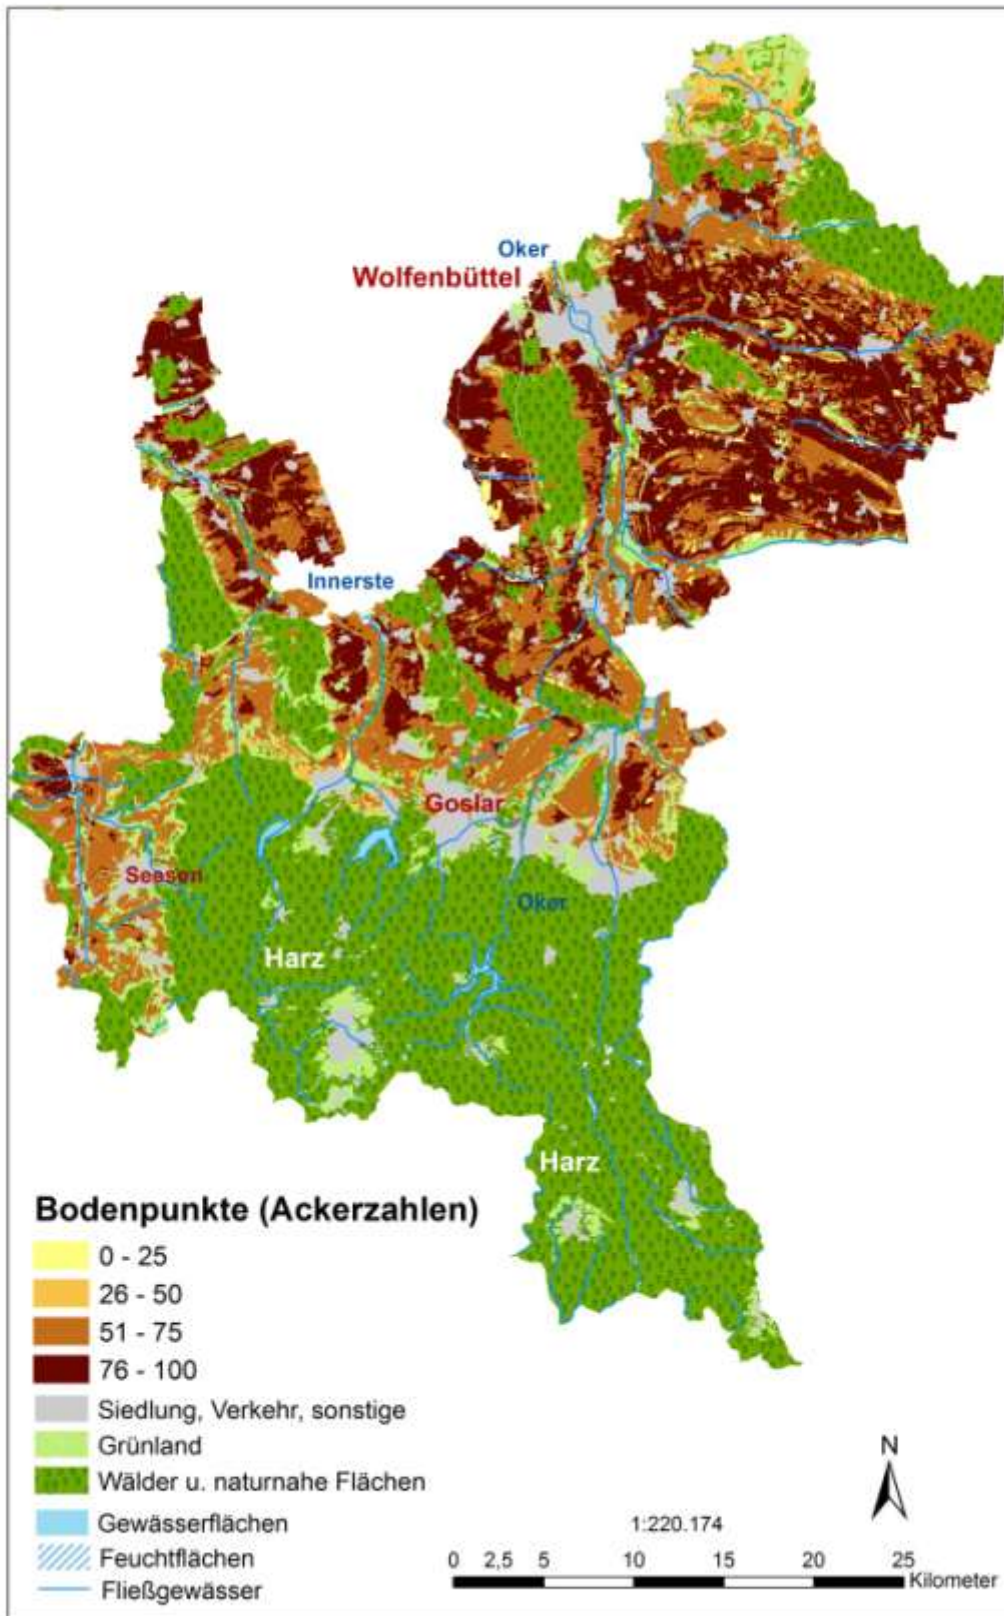 Oker
Wolfenbüttel
Innerste
Goslar
Seesen
Oker
Harz
Harz
Bodenpunkte (Ackerzahlen)
0 - 25
26 - 50
51 - 75
76 - 100
Siedlung, Verkehr, sonstige
Grünland
Wälder u. naturnahe Flächen
Gewässerflächen
Feuchtflächen
Fließgewässer
N
1:220.174
0 2,5 5 10 15 20 25
Kilometer